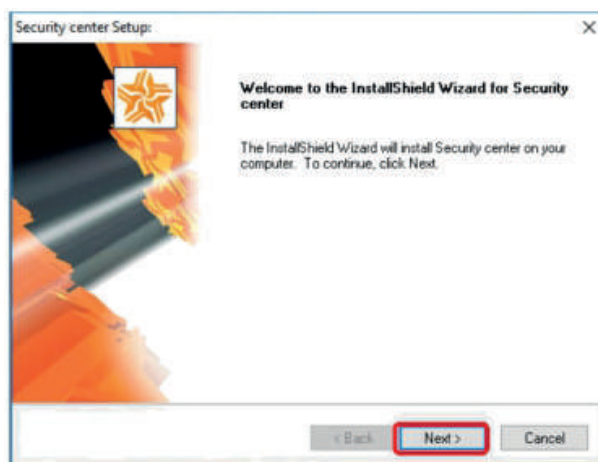 Security center Setup:
Welcome to the InstallShield Wizard for Security
center
The InstallShield Wizard will install Security center on your
computer. To continue, click Next.
< Back
Next >
Cancel